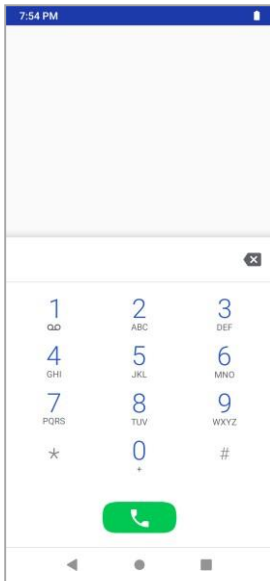 7:54 PM
1 2 3
ABC DEF
4 5 6
GHI JKL MNO
7 8 9
PQRS TUV WXYZ
* 0 #
+